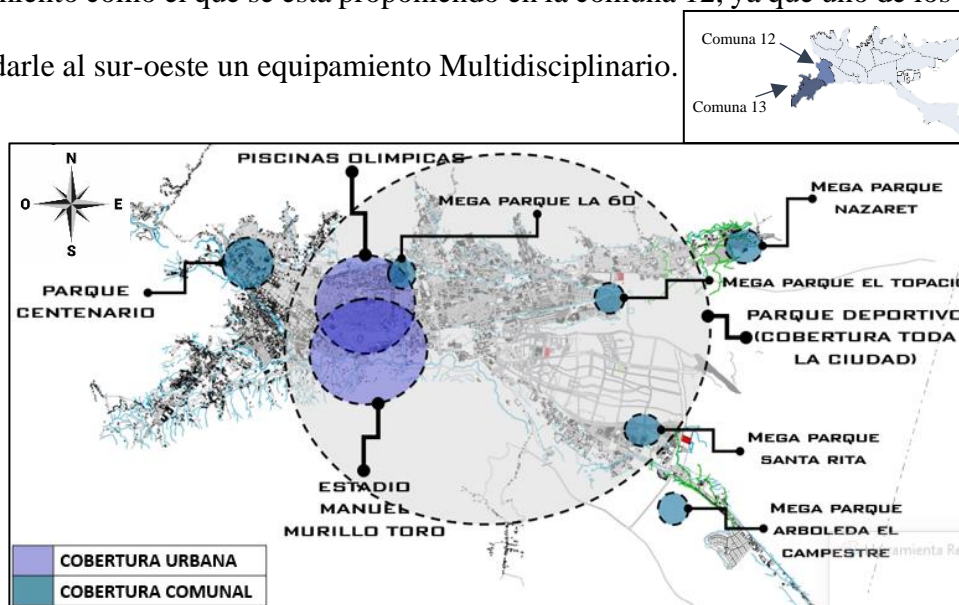 miento como el que se está proponiendo en la comuna 12, ya que uno de los
darle al sur-oeste un equipamiento Multidisciplinario.
Comuna 12
Comuna 13
N
O E
S
PISCINAS OLIMPICAS
MEGA PARQUE LA 60
MEGA PARQUE
NAZARET
PARQUE
CENTENARIO
MEGA PARQUE EL TOPACIO
PARQUE DEPORTIVO
(COBERTURA TODA
LA CIUDAD)
MEGA PARQUE
SANTA RITA
ESTADIO
MANUEL
MURILLO TORO
MEGA PARQUE
ARBOLEDA EL
CAMPESTRE
COBERTURA URBANA
COBERTURA COMUNAL